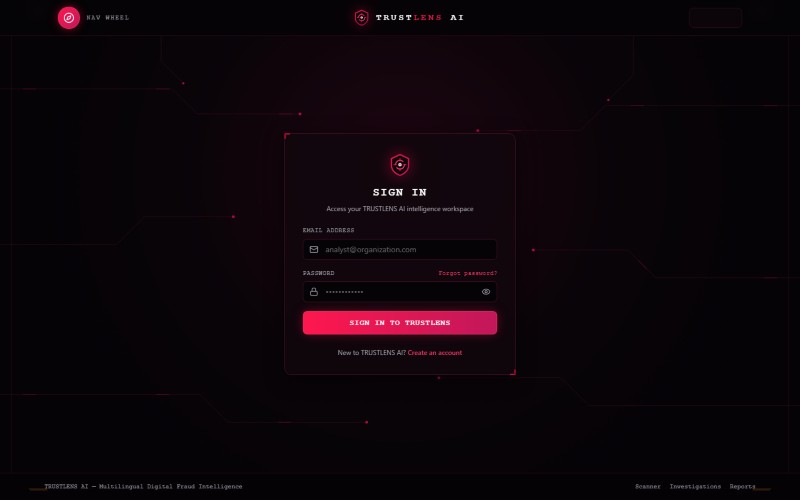 NAV WHEEL
TRUSTLENS AI
SIGN IN
Access your TRUSTLENS AI intelligence workspace
EMAIL ADDRESS
analyst@organization.com
PASSWORD
Forgot password?
••••••••••••
SIGN IN TO TRUSTLENS
New to TRUSTLENS AI? Create an account
TRUSTLENS AI — Multilingual Digital Fraud Intelligence
Scanner Investigations Reports